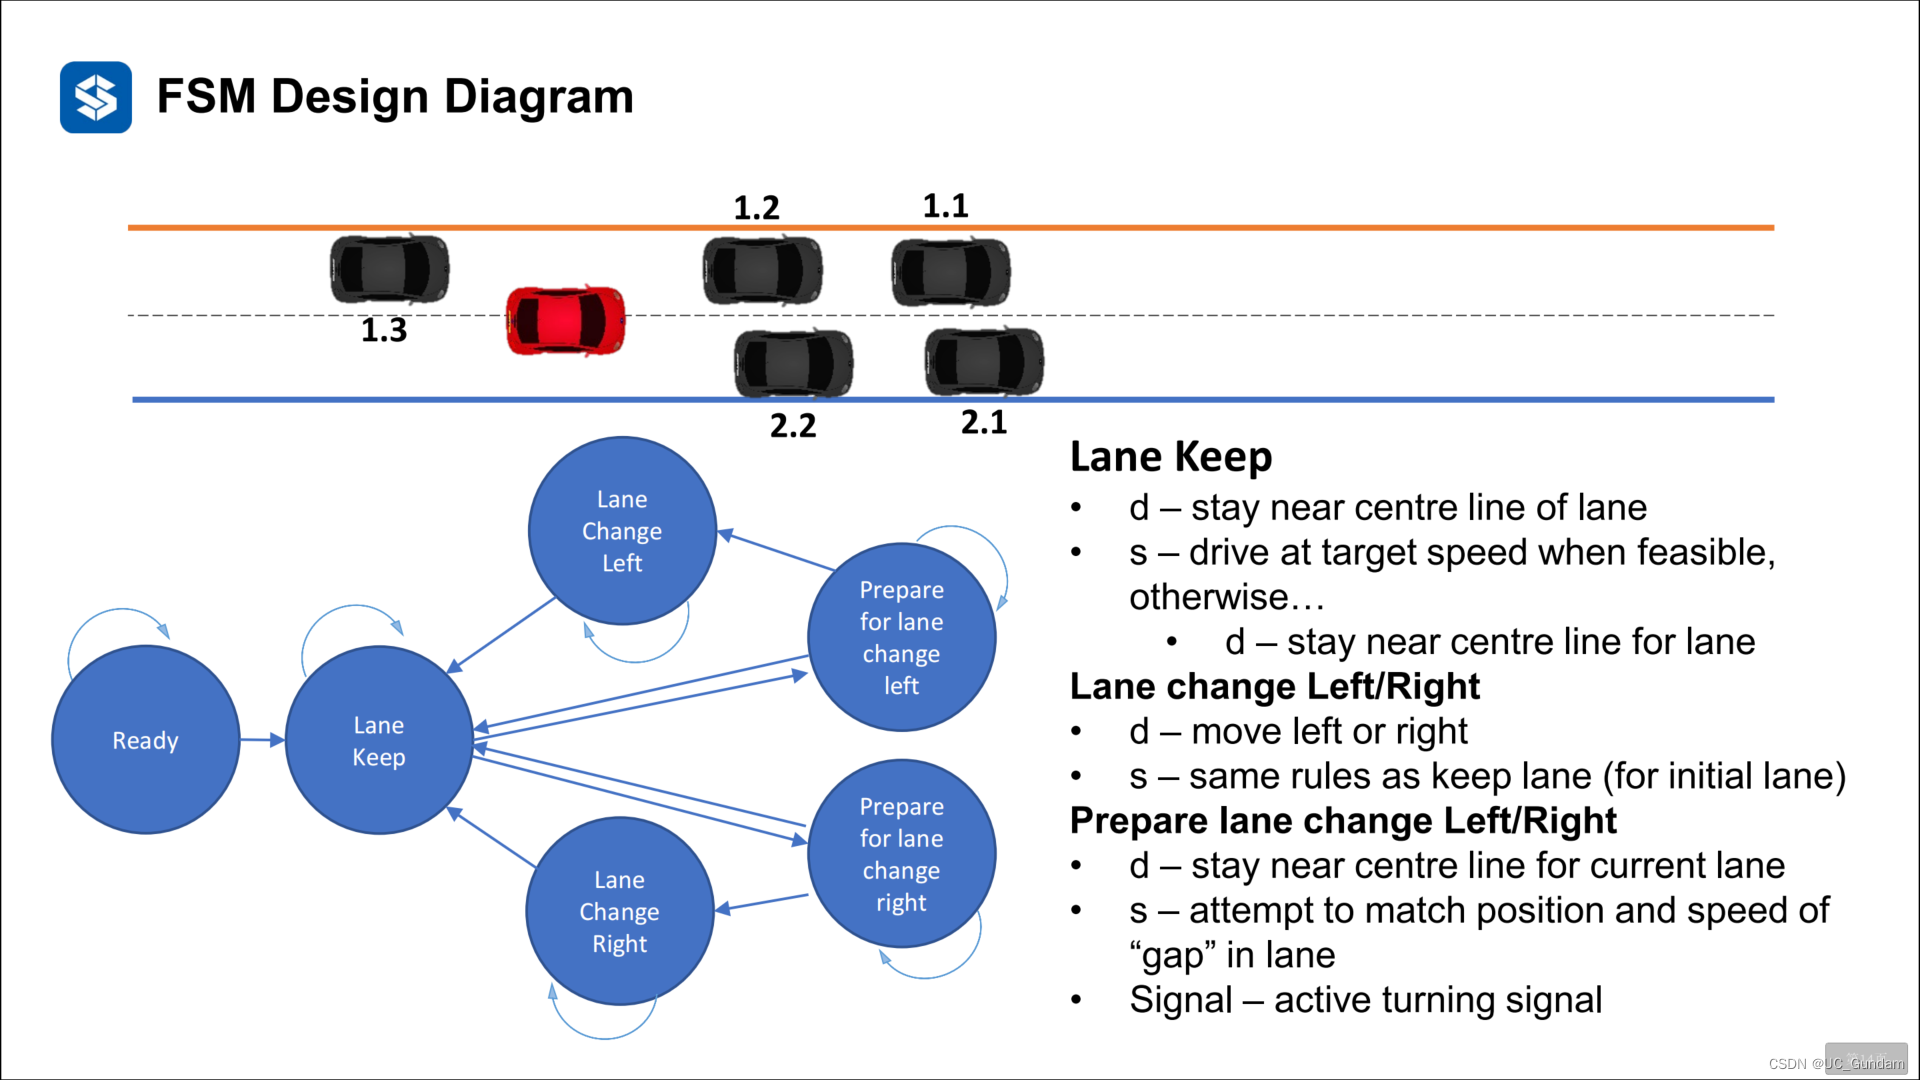 FSM Design Diagram
1.2
1.1
1.3
2.2
2.1
Lane
Change
Left
Prepare
for lane
change
left
Ready
Lane
Keep
Prepare
for lane
change
right
Lane
Change
Right
Lane Keep
• d – stay near centre line of lane
• s – drive at target speed when feasible,
otherwise…
• d – stay near centre line for lane
Lane change Left/Right
• d – move left or right
• s – same rules as keep lane (for initial lane)
Prepare lane change Left/Right
• d – stay near centre line for current lane
• s – attempt to match position and speed of
“gap” in lane
• Signal – active turning signal
CSDN @UC_Gundam